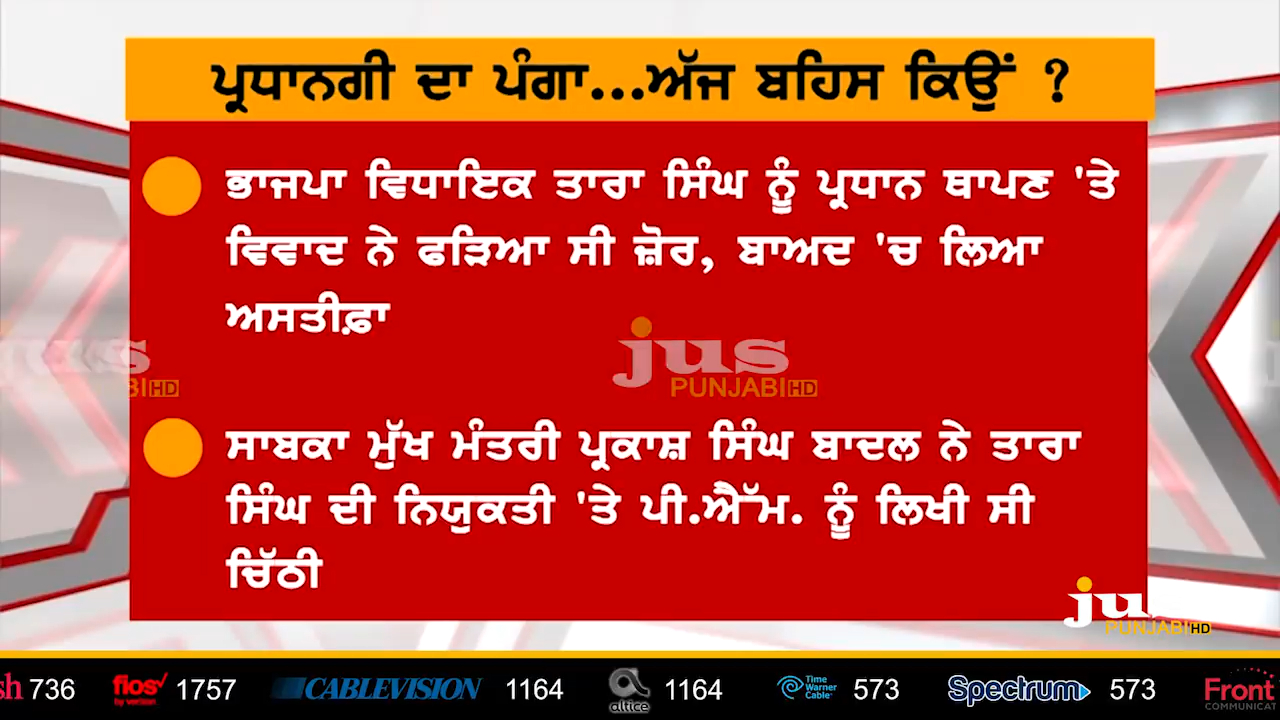 ਪ੍ਰਧਾਨਗੀ ਦਾ ਪੰਗਾ...ਅੱਜ ਬਹਿਸ ਕਿਉਂ ?
ਭਾਜਪਾ ਵਿਧਾਇਕ ਤਾਰਾ ਸਿੰਘ ਨੂੰ ਪ੍ਰਧਾਨ ਥਾਪਣ 'ਤੇ
ਵਿਵਾਦ ਨੇ ਫੜਿਆ ਸੀ ਜ਼ੋਰ, ਬਾਅਦ 'ਚ ਲਿਆ
ਅਸਤੀਫ਼ਾ
jus
PUNJABI HD
ਸਾਬਕਾ ਮੁੱਖ ਮੰਤਰੀ ਪ੍ਰਕਾਸ਼ ਸਿੰਘ ਬਾਦਲ ਨੇ ਤਾਰਾ
ਸਿੰਘ ਦੀ ਨਿਯੁਕਤੀ 'ਤੇ ਪੀ.ਐੱਮ. ਨੂੰ ਲਿਖੀ ਸੀ
ਚਿੱਠੀ
jus
PUNJABI HD
sh 736 fios by verizon 1757 CABLEVISION 1164 altice 1164 Time Warner Cable 573 Spectrum 573 Front COMMUNICAT